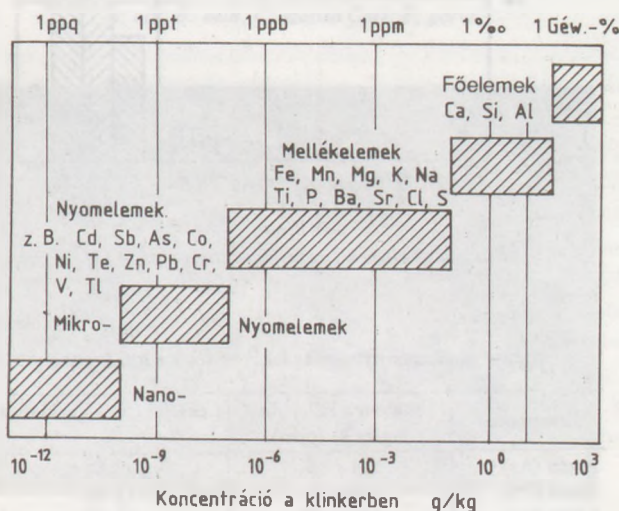 1ppq 1ppt 1ppb 1ppm 1‰ 1 Géw.-%
Főelemek
Ca, Si, Al
Mellékelemek
Fe, Mn, Mg, K, Na
Ti, P, Ba, Sr, Cl, S
Nyomelemek
z. B. Cd, Sb, As, Co,
Ni, Te, Zn, Pb, Cr,
V, Tl
Mikro- Nyomelemek
Nano-
10⁻¹² 10⁻⁹ 10⁻⁶ 10⁻³ 10⁰ 10³
Koncentráció a klinkerben g/kg